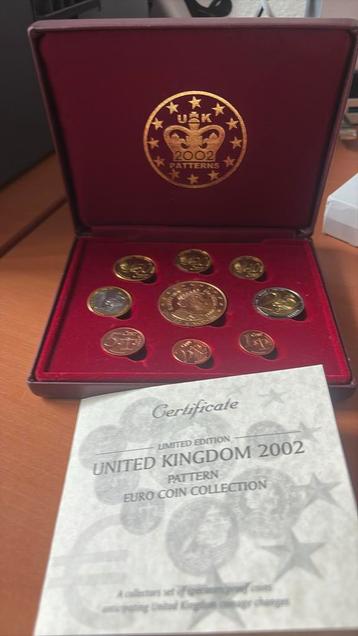 UK
2002
PATTERNS
Certificate
LIMITED EDITION
UNITED KINGDOM 2002
PATTERN
EURO COIN COLLECTION
A collectors set of specimen proof coins
anticipating United Kingdom coinage changes